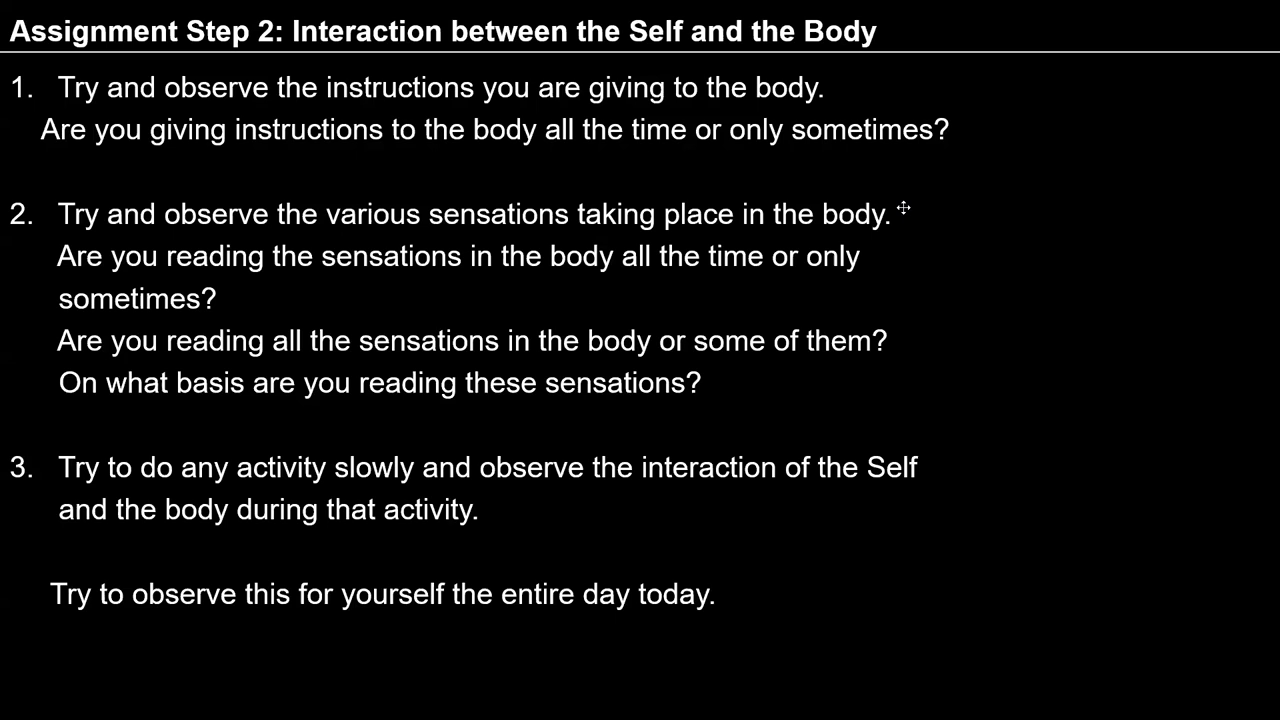 Assignment Step 2: Interaction between the Self and the Body
1. Try and observe the instructions you are giving to the body.
Are you giving instructions to the body all the time or only sometimes?
2. Try and observe the various sensations taking place in the body.
Are you reading the sensations in the body all the time or only
sometimes?
Are you reading all the sensations in the body or some of them?
On what basis are you reading these sensations?
3. Try to do any activity slowly and observe the interaction of the Self
and the body during that activity.
Try to observe this for yourself the entire day today.